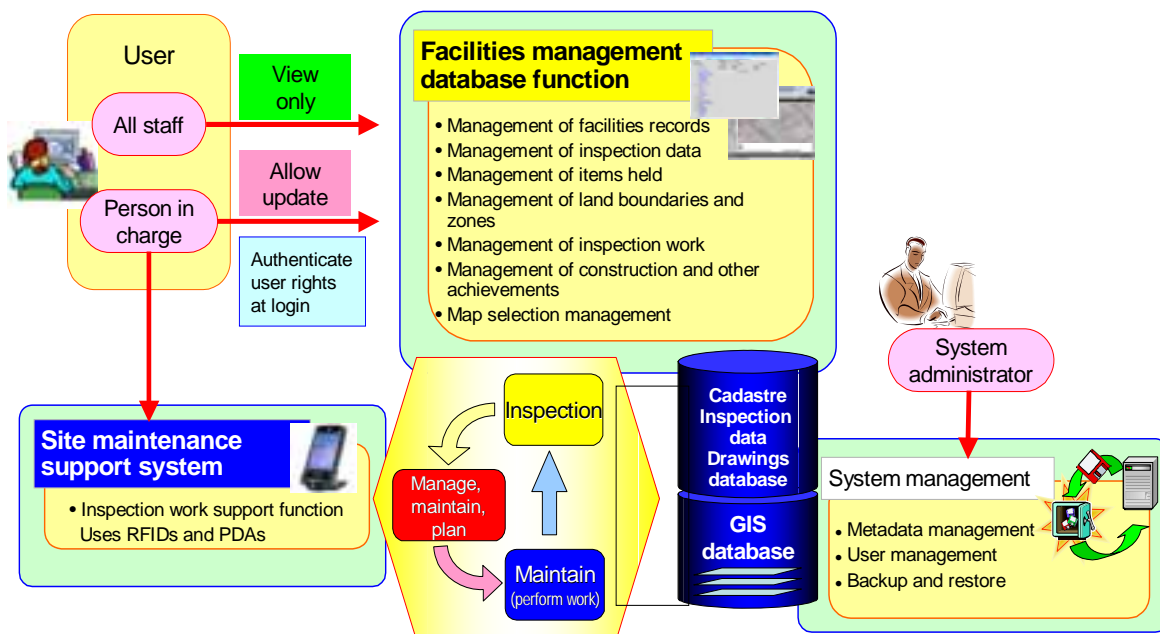 User
All staff
Person in
charge
View
only
Allow
update
Authenticate
user rights
at login
Facilities management
database function
• Management of facilities records
• Management of inspection data
• Management of items held
• Management of land boundaries and
zones
• Management of inspection work
• Management of construction and other
achievements
• Map selection management
System
administrator
Site maintenance
support system
• Inspection work support function
Uses RFIDs and PDAs
Inspection
Manage,
maintain,
plan
Maintain
(perform work)
Cadastre
Inspection
data
Drawings
database
GIS
database
System management
• Metadata management
• User management
• Backup and restore